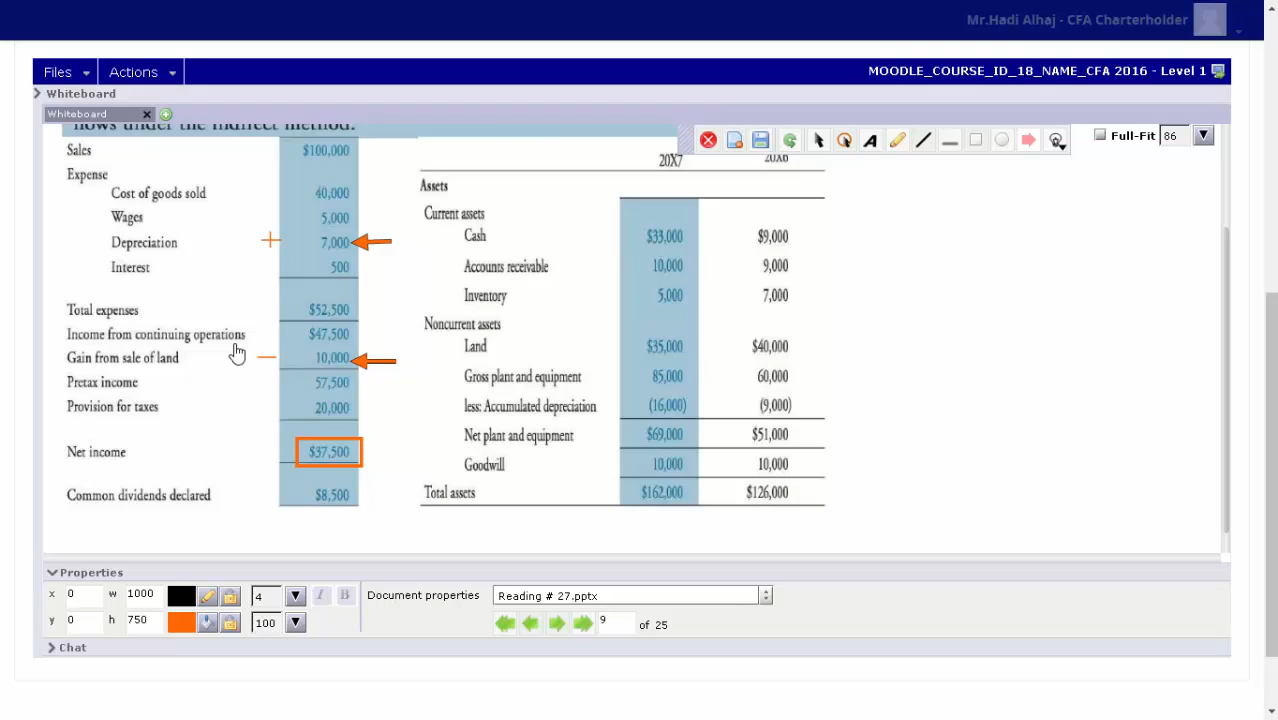 Mr.Hadi Alhaj - CFA Charterholder
Files Actions MOODLE_COURSE_ID_18_NAME_CFA 2016 - Level 1
Whiteboard
Whiteboard
Full-Fit 86
flows under the indirect method.
Sales $100,000
Expense
Cost of goods sold 40,000
Wages 5,000
Depreciation 7,000
Interest 500
Total expenses $52,500
Income from continuing operations $47,500
Gain from sale of land 10,000
Pretax income 57,500
Provision for taxes 20,000
Net income $37,500
Common dividends declared $8,500
20X7 20X6
Assets
Current assets
Cash $33,000 $9,000
Accounts receivable 10,000 9,000
Inventory 5,000 7,000
Noncurrent assets
Land $35,000 $40,000
Gross plant and equipment 85,000 60,000
less: Accumulated depreciation (16,000) (9,000)
Net plant and equipment $69,000 $51,000
Goodwill 10,000 10,000
Total assets $162,000 $126,000
Properties
x 0 w 1000 4 I B Document properties Reading # 27.pptx
y 0 h 750 100 9 of 25
Chat